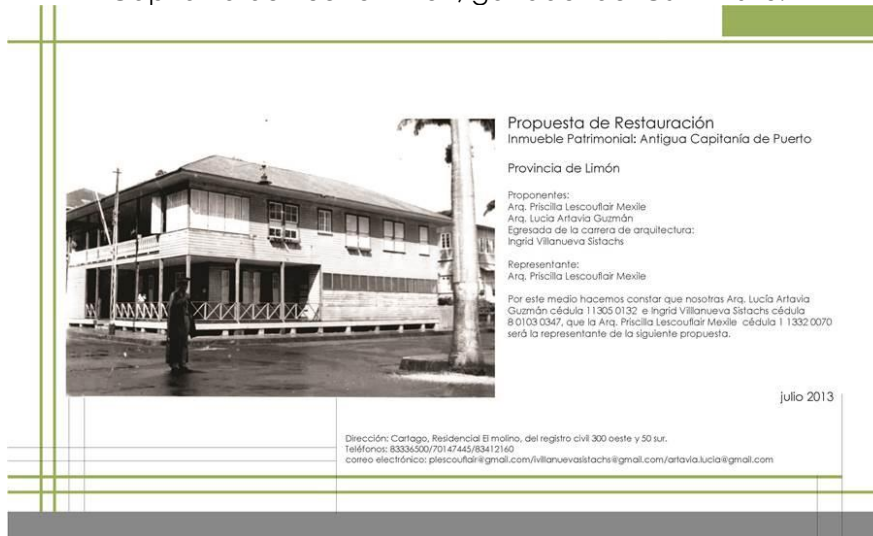 Propuesta de Restauración
Inmueble Patrimonial: Antigua Capitanía de Puerto
Provincia de Limón
Proponentes:
Arq. Priscilla Lescouflair Mexile
Arq. Lucia Artavia Guzmán
Egresada de la carrera de arquitectura:
Ingrid Villanueva Sistachs
Representante:
Arq. Priscilla Lescouflair Mexile
Por este medio hacemos constar que nosotras Arq. Lucía Artavia
Guzmán cédula 11305 0132 e Ingrid Villlanueva Sistachs cédula
8 0103 0347, que la Arq. Priscilla Lescouflair Mexile cédula 1 1332 0070
será la representante de la siguiente propuesta.
julio 2013
Dirección: Cartago, Residencial El molino, del registro civil 300 oeste y 50 sur.
Teléfonos: 83336500/70147445/83412160
correo electrónico: plescouflair@gmail.com/ivillanuevasistachs@gmail.com/artavia.lucia@gmail.com